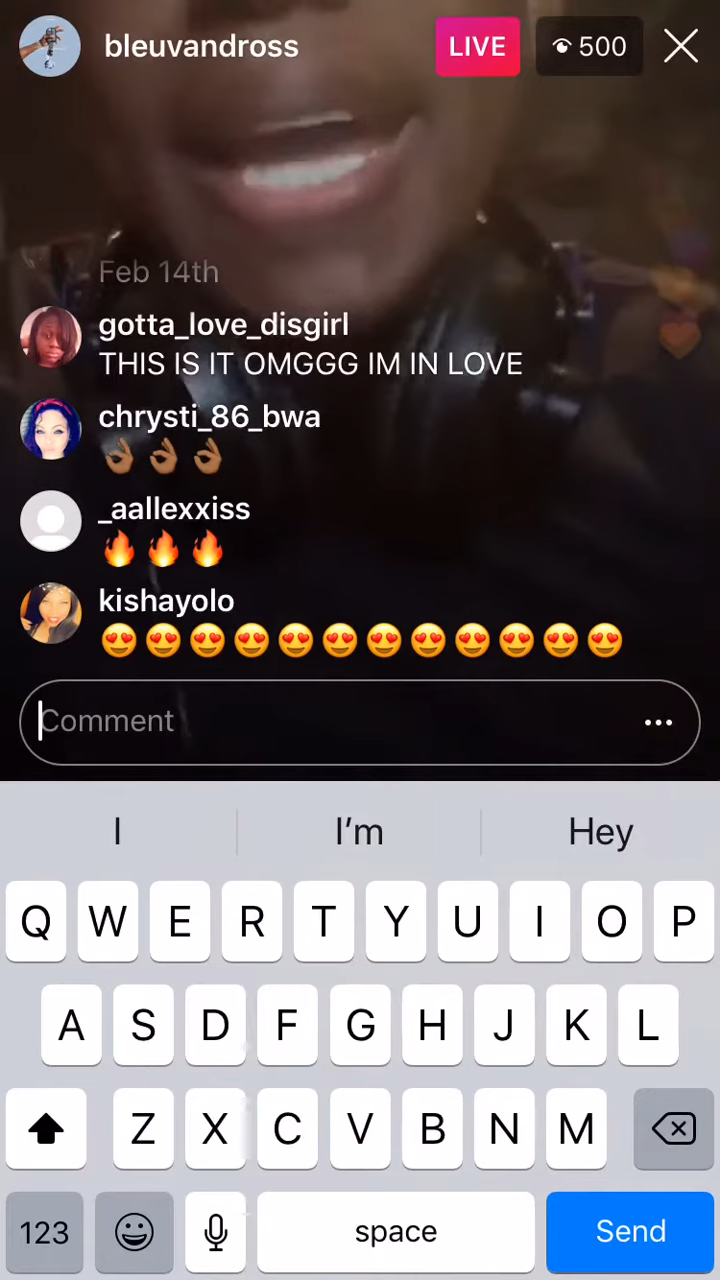 bleuvandross LIVE 500
Feb 14th
gotta_love_disgirl
THIS IS IT OMGGG IM IN LOVE
chrysti_86_bwa
👌🏽👌🏽👌🏽
_aallexxiss
🔥🔥🔥
kishayolo
😍😍😍😍😍😍😍😍😍😍😍😍
Comment
I I’m Hey
Q W E R T Y U I O P
A S D F G H J K L
Z X C V B N M
123 space Send